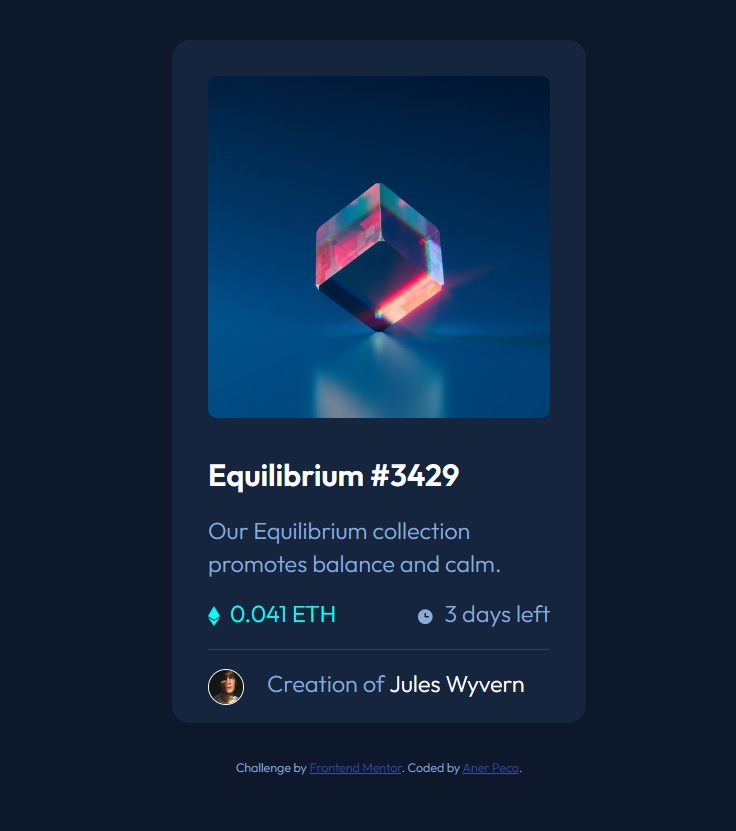 Equilibrium #3429
Our Equilibrium collection
promotes balance and calm.
0.041 ETH
3 days left
Creation of Jules Wyvern
Challenge by Frontend Mentor. Coded by Aner Peco.